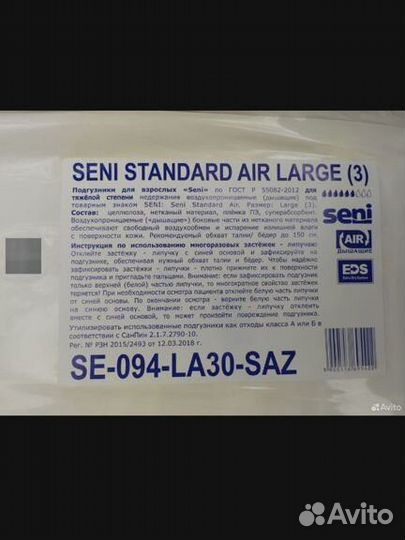 SENI STANDARD AIR LARGE (3)
Подгузники для взрослых «Seni» по ГОСТ Р 55082-2012 для
тяжёлой степени недержания воздухопроницаемые (дышащие) под
товарным знаком SENI: Seni Standard Air. Размер: Large (3).
Состав: целлюлоза, нетканый материал, плёнка ПЭ, суперабсорбент.
Воздухопроницаемые («дышащие») боковые части из нетканого материала
обеспечивают свободный воздухообмен и испарение излишней влаги
с поверхности кожи. Рекомендуемый обхват талии/ бёдер до 150 см.
Инструкция по использованию многоразовых застёжек - липучек:
Отклейте застёжку - липучку с синей основой и зафиксируйте на
подгузнике, обеспечивая нужный обхват талии и бёдер. Чтобы надёжно
зафиксировать застёжки - липучки - плотно прижмите их к поверхности
подгузника и пригладьте. Внимание: если зафиксировать подгузник
только верхней (белой) частью липучки, то многократное свойство застёжек
теряется! Для осмотра пациента отклейте белую часть липучки
от синей основы. По окончании осмотра - верните белую часть липучки
на синюю основу. Внимание: если застёжку - липучку отклеить
вместе с синей основой, то может произойти повреждение подгузника.
Утилизировать использованные подгузники как отходы класса А или Б в
соответствии с СанПин 2.1.7.2790-10.
Рег. № РЗН 2015/2493 от 12.03.2018 г.
SE-094-LA30-SAZ
seni
(AIR)
ДЫШАЩИЕ
EDS
Extra Dry System
Avito
Avito